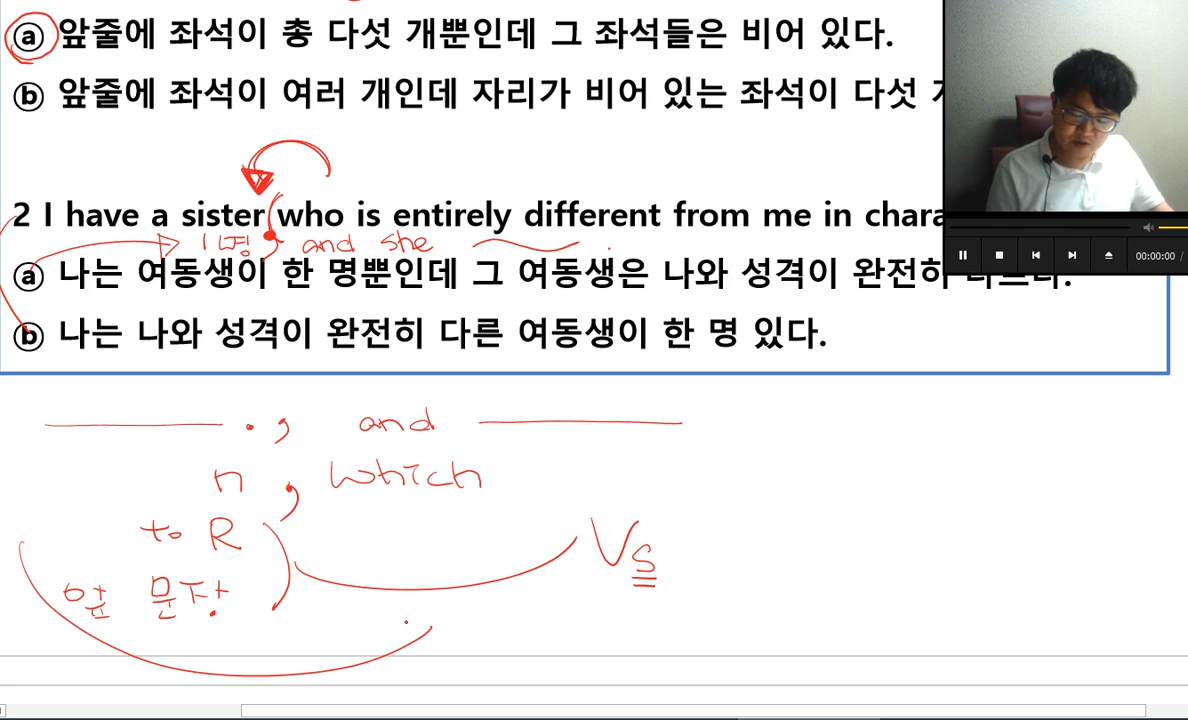 ⓐ 앞줄에 좌석이 총 다섯 개뿐인데 그 좌석들은 비어 있다.
ⓑ 앞줄에 좌석이 여러 개인데 자리가 비어 있는 좌석이 다섯
2 I have a sister who is entirely different from me in chara
1명 and she
ⓐ 나는 여동생이 한 명뿐인데 그 여동생은 나와 성격이 완전히 다르다.
ⓑ 나는 나와 성격이 완전히 다른 여동생이 한 명 있다.
. , and
n , which
to R
Vs
앞 문장
00:00:00 /